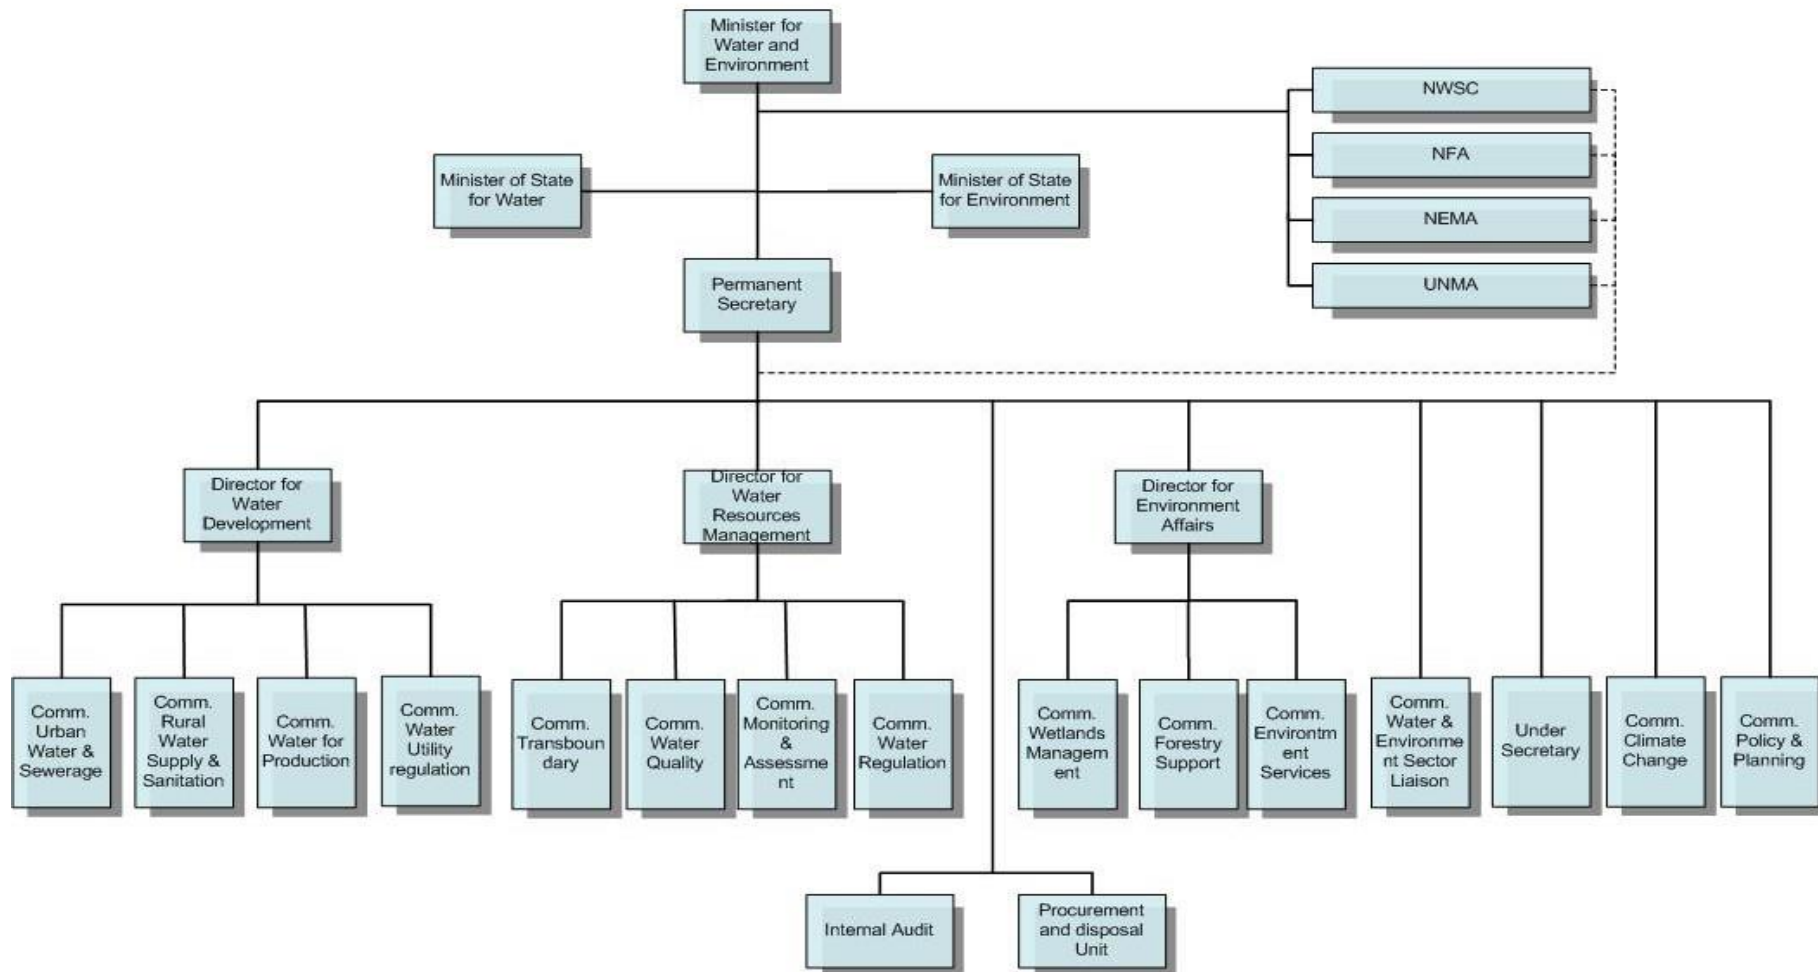 Minister for
Water and
Environment
NWSC
NFA
NEMA
UNMA
Minister of State
for Water
Minister of State
for Environment
Permanent
Secretary
Director for
Water
Development
Director for
Water
Resources
Management
Director for
Environment
Affairs
Comm.
Urban
Water &
Sewerage
Comm.
Rural
Water
Supply &
Sanitation
Comm.
Water for
Production
Comm.
Water
Utility
regulation
Comm.
Transboun
dary
Comm.
Water
Quality
Comm.
Monitoring
&
Assessme
nt
Comm.
Water
Regulation
Comm.
Wetlands
Managem
ent
Comm.
Forestry
Support
Comm.
Environtm
ent
Services
Comm.
Water &
Environme
nt Sector
Liaison
Under
Secretary
Comm.
Climate
Change
Comm.
Policy &
Planning
Internal Audit
Procurement
and disposal
Unit